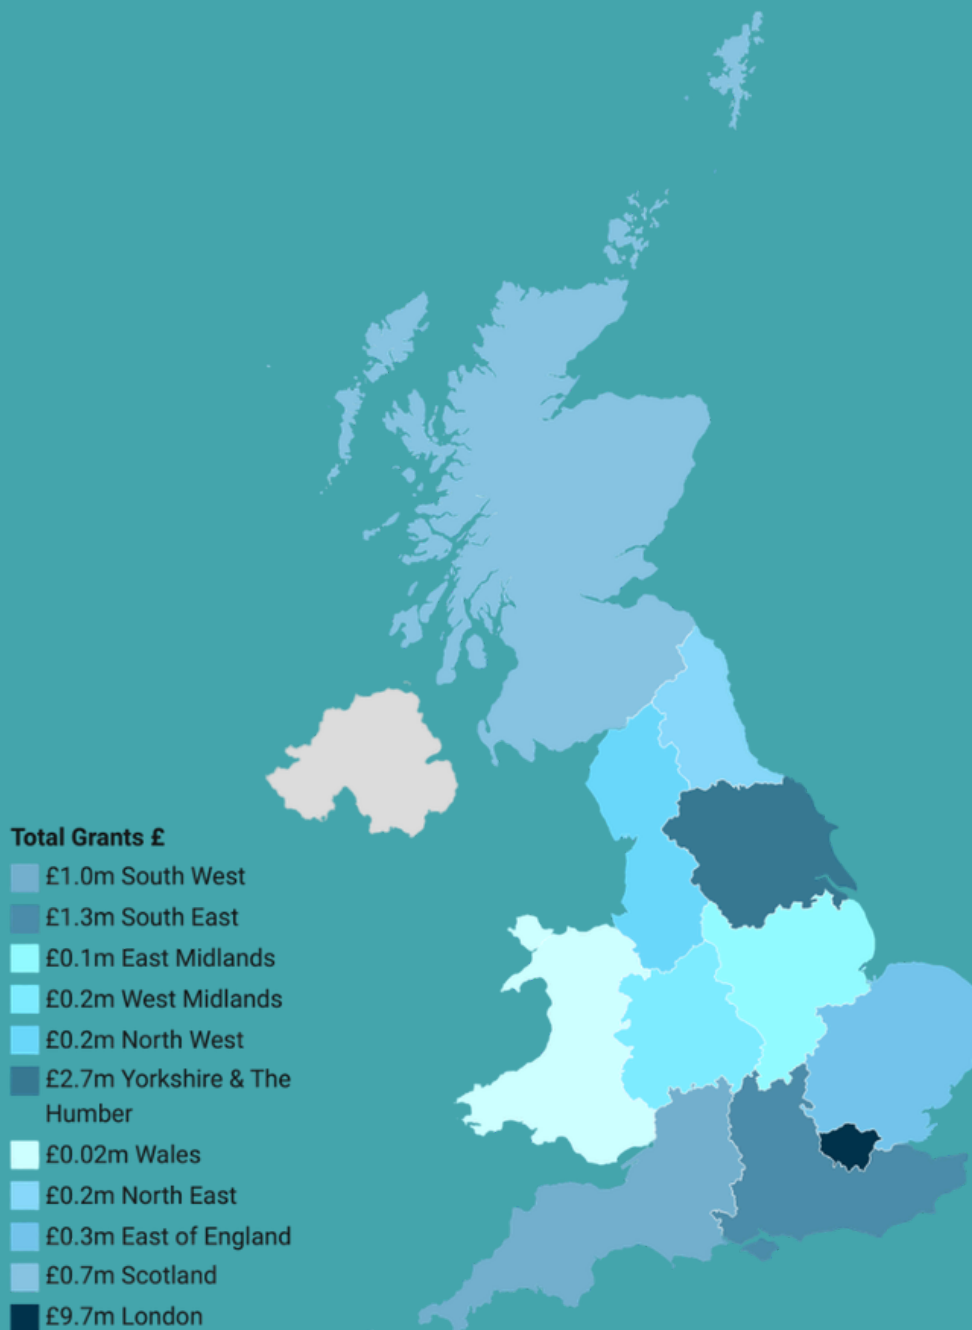 Total Grants £
£1.0m South West
£1.3m South East
£0.1m East Midlands
£0.2m West Midlands
£0.2m North West
£2.7m Yorkshire & The
Humber
£0.02m Wales
£0.2m North East
£0.3m East of England
£0.7m Scotland
£9.7m London